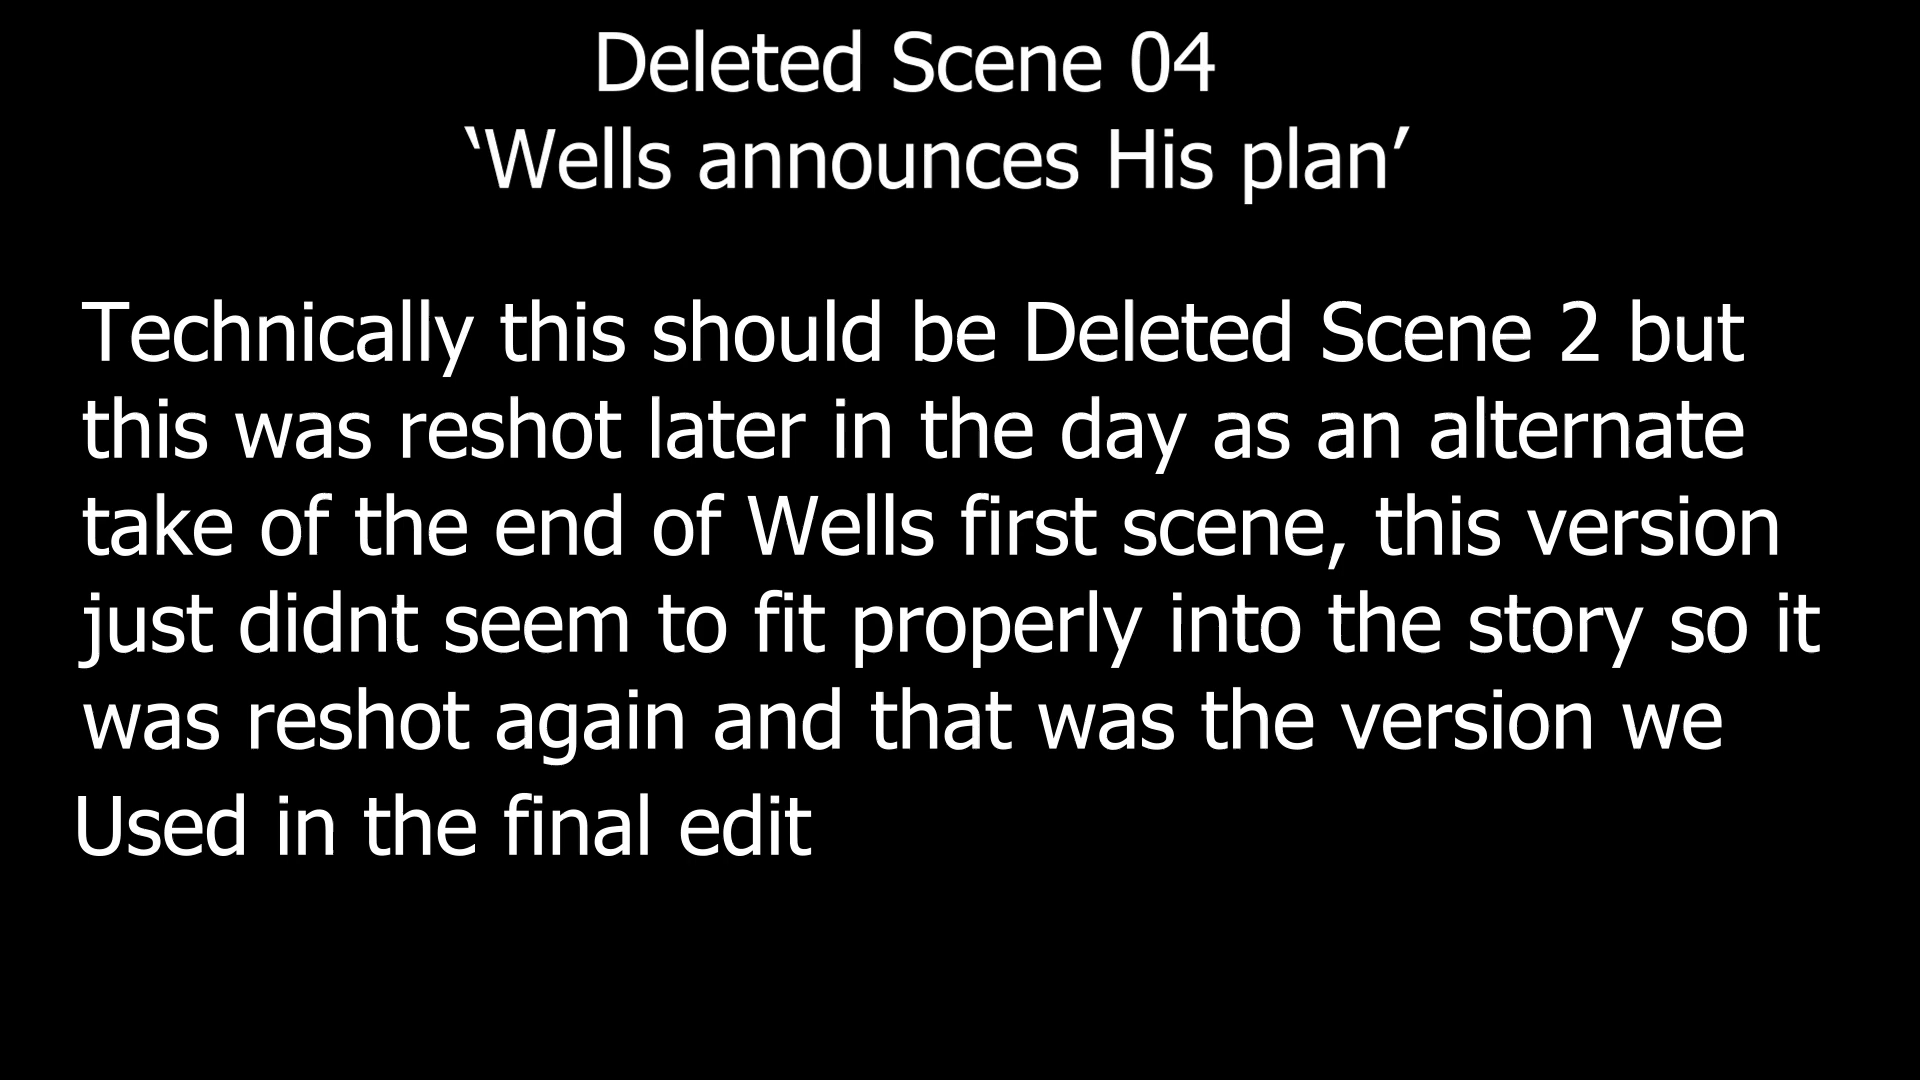 Deleted Scene 04
‘Wells announces His plan’
Technically this should be Deleted Scene 2 but
this was reshot later in the day as an alternate
take of the end of Wells first scene, this version
just didnt seem to fit properly into the story so it
was reshot again and that was the version we
Used in the final edit